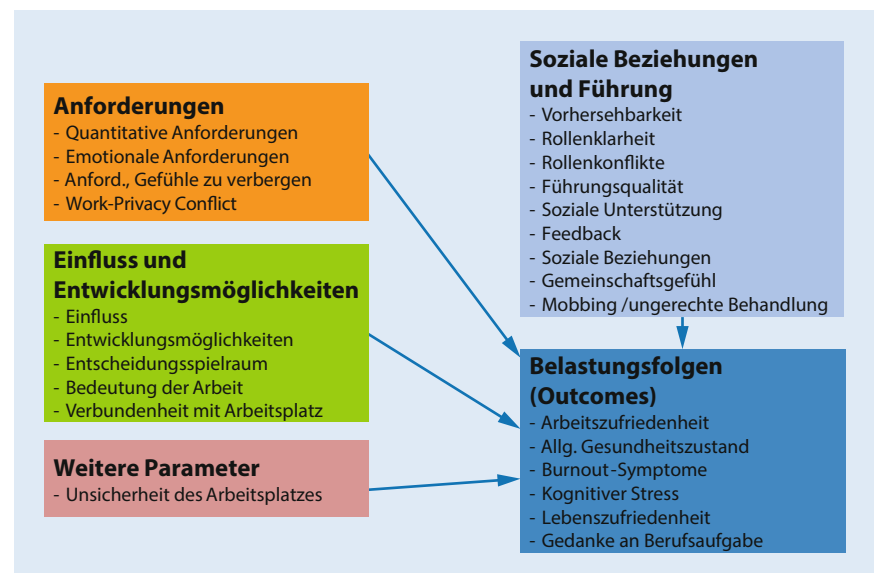 Anforderungen
- Quantitative Anforderungen
- Emotionale Anforderungen
- Anford., Gefühle zu verbergen
- Work-Privacy Conflict
Einfluss und
Entwicklungsmöglichkeiten
- Einfluss
- Entwicklungsmöglichkeiten
- Entscheidungsspielraum
- Bedeutung der Arbeit
- Verbundenheit mit Arbeitsplatz
Weitere Parameter
- Unsicherheit des Arbeitsplatzes
Soziale Beziehungen
und Führung
- Vorhersehbarkeit
- Rollenklarheit
- Rollenkonflikte
- Führungsqualität
- Soziale Unterstützung
- Feedback
- Soziale Beziehungen
- Gemeinschaftsgefühl
- Mobbing /ungerechte Behandlung
Belastungsfolgen
(Outcomes)
- Arbeitszufriedenheit
- Allg. Gesundheitszustand
- Burnout-Symptome
- Kognitiver Stress
- Lebenszufriedenheit
- Gedanke an Berufsaufgabe